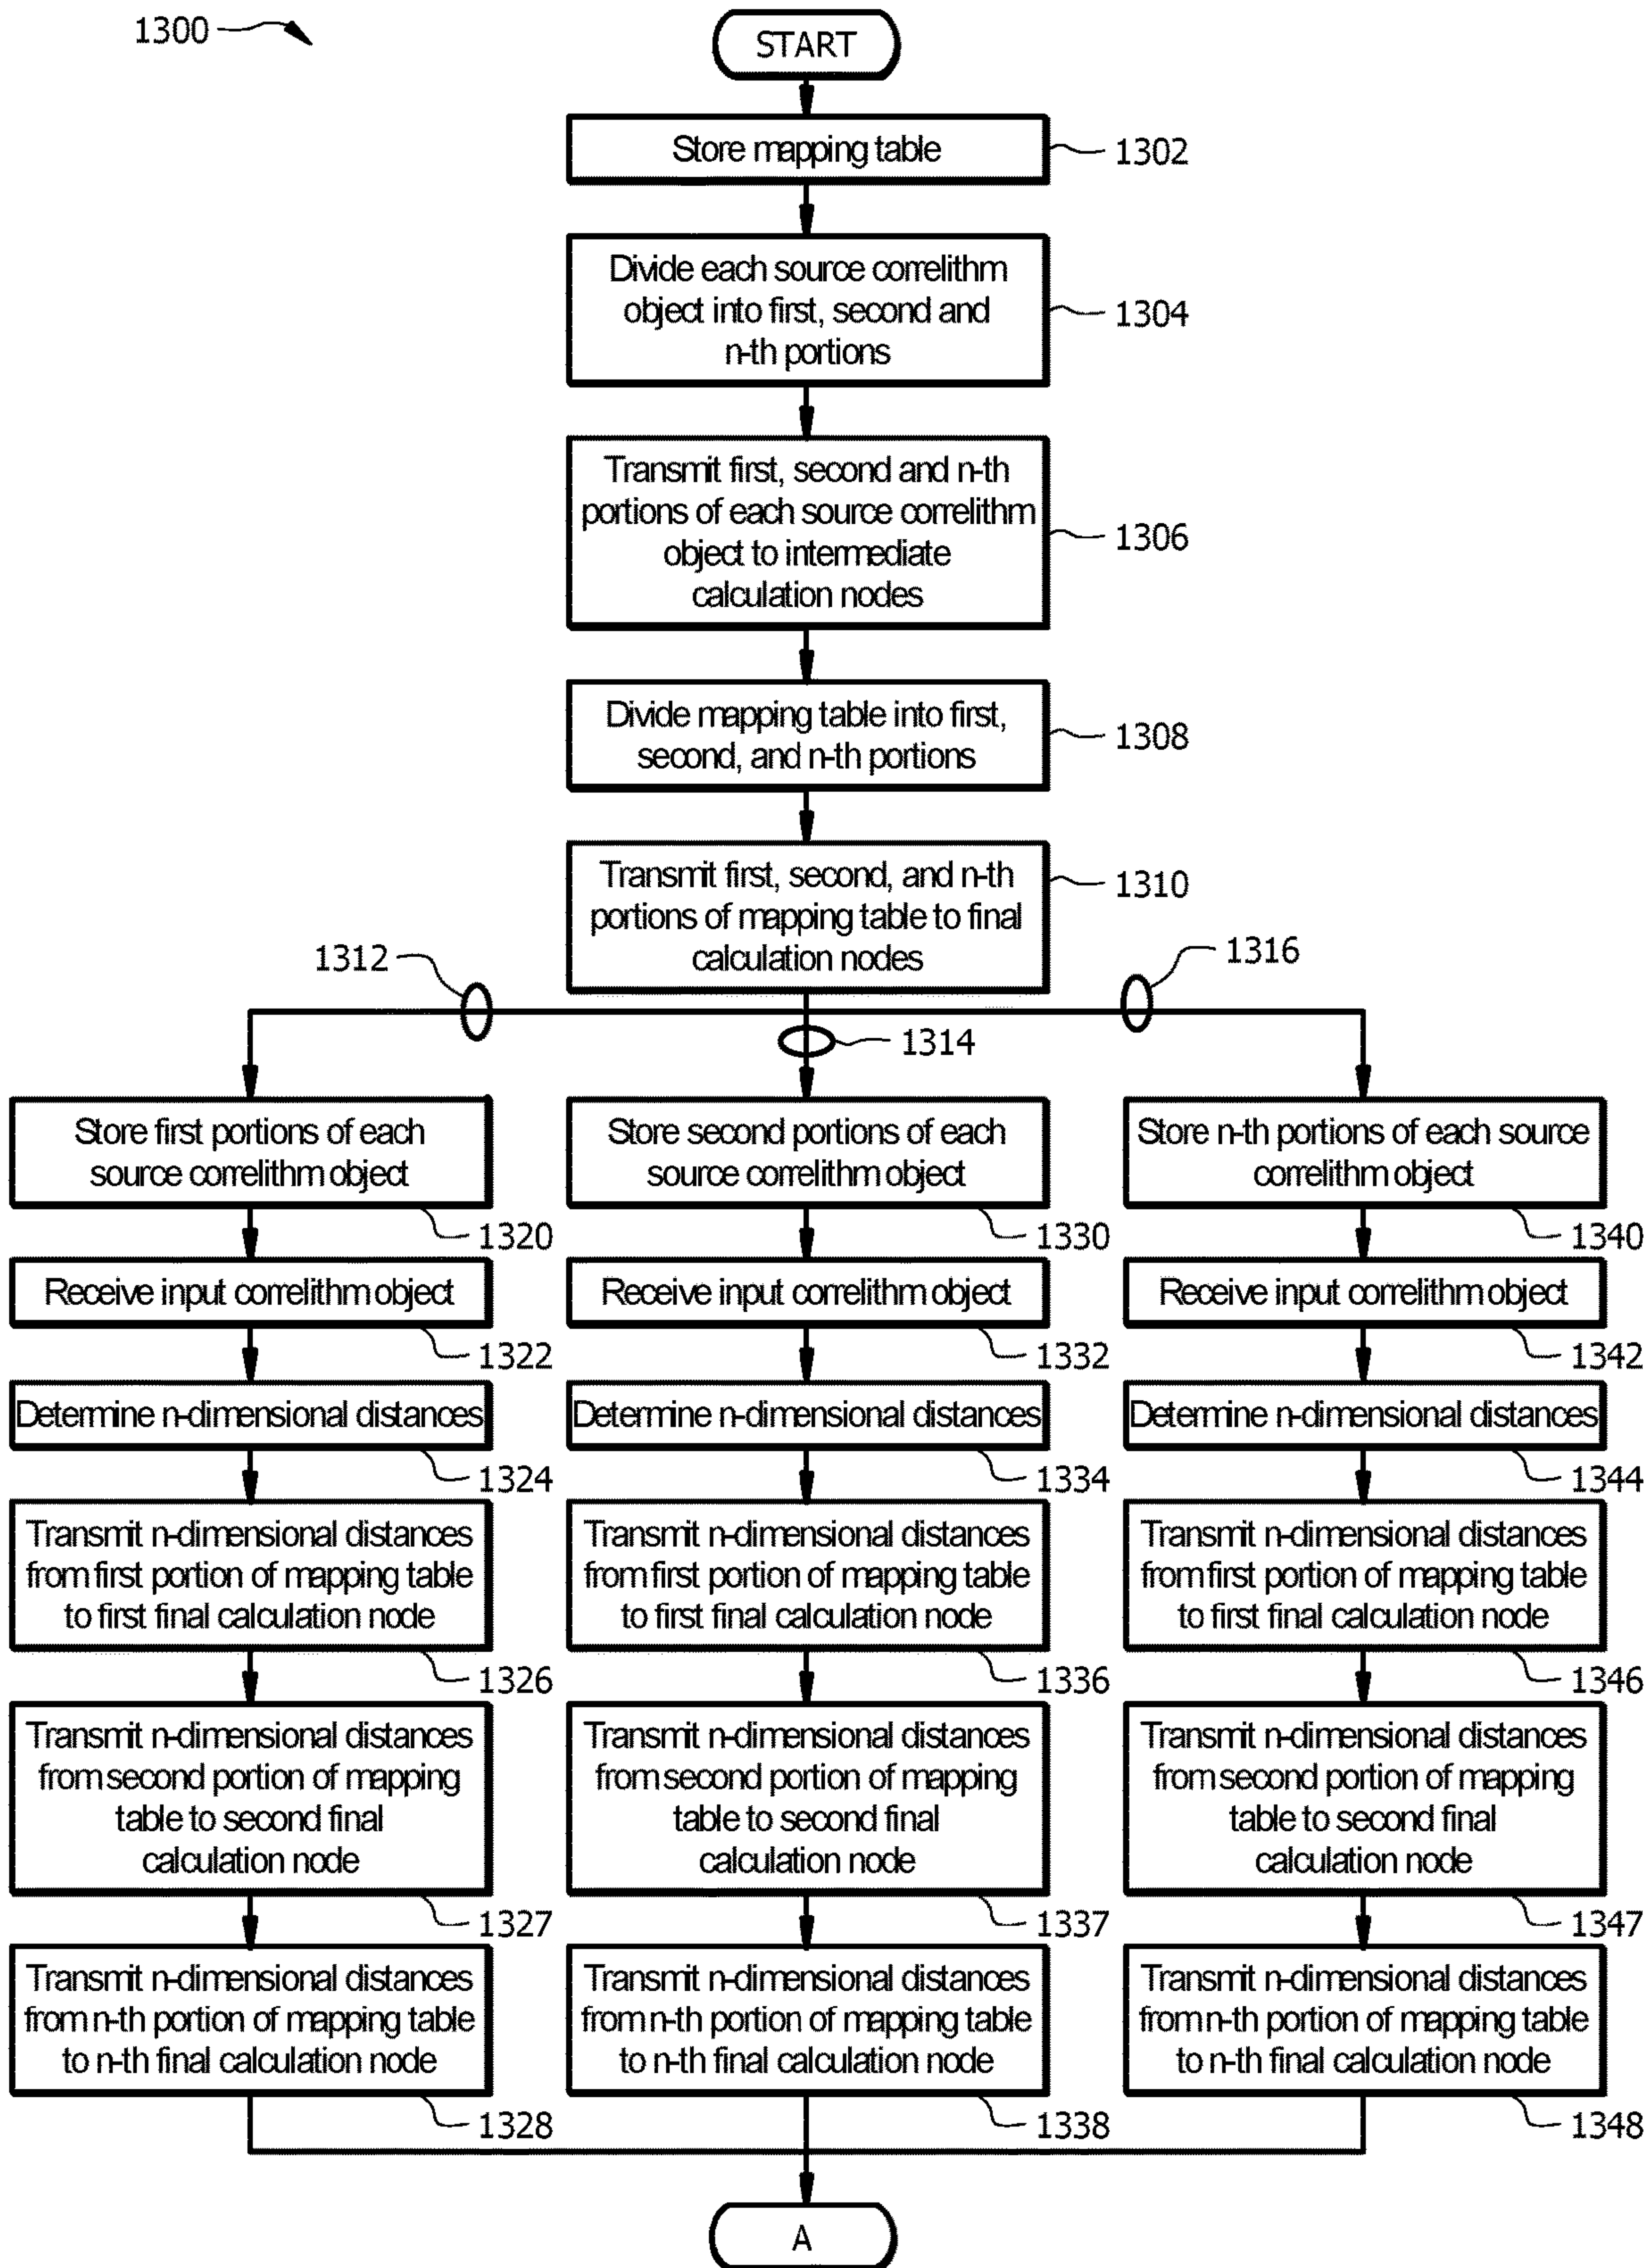 1300
START
Store mapping table
1302
Divide each source correlithm
object into first, second and
n-th portions
1304
Transmit first, second and n-th
portions of each source correlithm
object to intermediate
calculation nodes
1306
Divide mapping table into first,
second, and n-th portions
1308
Transmit first, second, and n-th
portions of mapping table to final
calculation nodes
1310
1312
1314
1316
Store first portions of each
source correlithm object
1320
Receive input correlithm object
1322
Determine n-dimensional distances
1324
Transmit n-dimensional distances
from first portion of mapping table
to first final calculation node
1326
Transmit n-dimensional distances
from second portion of mapping
table to second final
calculation node
1327
Transmit n-dimensional distances
from n-th portion of mapping table
to n-th final calculation node
1328
Store second portions of each
source correlithm object
1330
Receive input correlithm object
1332
Determine n-dimensional distances
1334
Transmit n-dimensional distances
from first portion of mapping table
to first final calculation node
1336
Transmit n-dimensional distances
from second portion of mapping
table to second final
calculation node
1337
Transmit n-dimensional distances
from n-th portion of mapping table
to n-th final calculation node
1338
Store n-th portions of each source
correlithm object
1340
Receive input correlithm object
1342
Determine n-dimensional distances
1344
Transmit n-dimensional distances
from first portion of mapping table
to first final calculation node
1346
Transmit n-dimensional distances
from second portion of mapping
table to second final
calculation node
1347
Transmit n-dimensional distances
from n-th portion of mapping table
to n-th final calculation node
1348
A